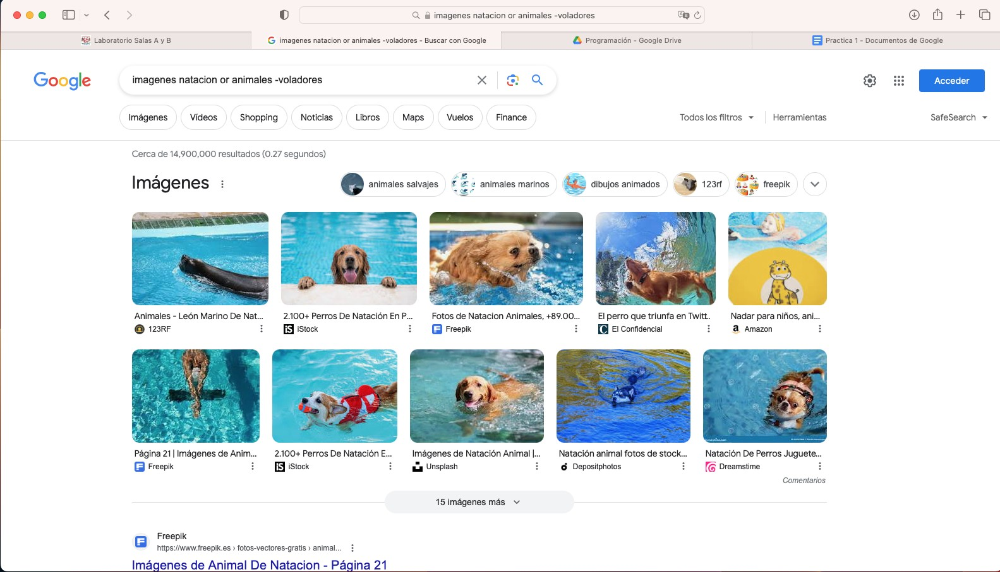 imagenes natacion or animales -voladores
Laboratorio Salas A y B
imagenes natacion or animales -voladores - Buscar con Google
Programación - Google Drive
Practica 1 - Documentos de Google
Google
imagenes natacion or animales -voladores
Acceder
Imágenes
Vídeos
Shopping
Noticias
Libros
Maps
Vuelos
Finance
Todos los filtros
Herramientas
SafeSearch
Cerca de 14,900,000 resultados (0.27 segundos)
Imágenes
animales salvajes
animales marinos
dibujos animados
123rf
freepik
Animales - León Marino De Nat...
123RF
2.100+ Perros De Natación En P...
iStock
Fotos de Natacion Animales, +89.00...
Freepik
El perro que triunfa en Twitt..
El Confidencial
Nadar para niños, ani...
Amazon
Página 21 | Imágenes de Anim...
Freepik
2.100+ Perros De Natación E...
iStock
Imágenes de Natación Animal |...
Unsplash
Natación animal fotos de stock...
Depositphotos
Natación De Perros Juguete...
Dreamstime
Comentarios
15 imágenes más
Freepik
https://www.freepik.es › fotos-vectores-gratis › animal...
Imágenes de Animal De Natacion - Página 21